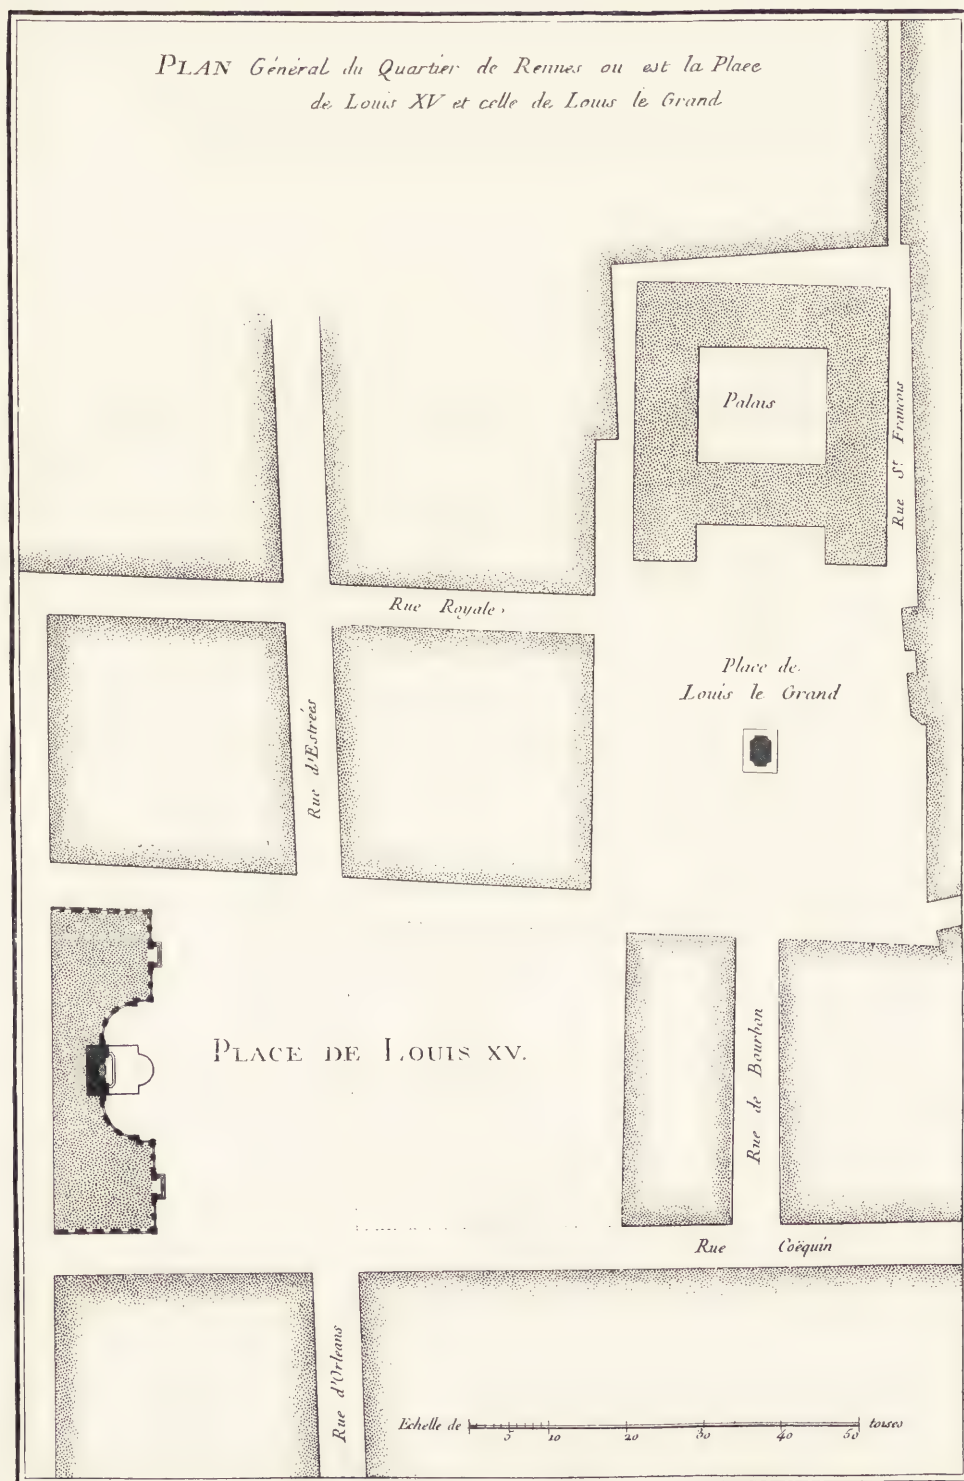 PLAN Général du Quartier de Rennes ou est la Place
de Louis XV et celle de Louis le Grand
Palais
Rue St. François
Rue Royale
Place de
Louis le Grand
Rue d'Estrées
PLACE DE LOUIS XV.
Rue de Bourbon
Rue Coëquin
Rue d'Orleans
Echelle de 5 10 20 30 40 50 toises